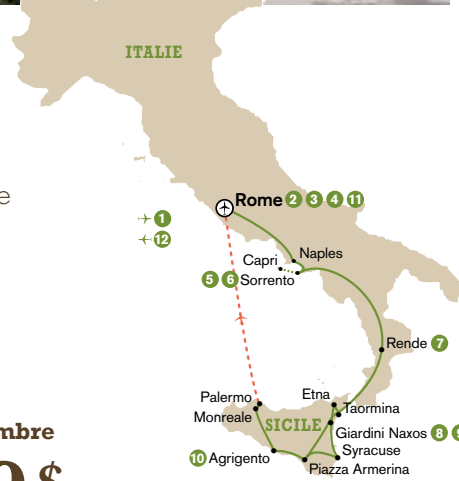 ITALIE
e
Rome 2 3 4 11
1
12
Naples
Capri
5 6 Sorrento
Rende 7
Palermo
Etna
Taormina
Monreale
SICILE
Giardini Naxos 8
Syracuse
10 Agrigento
Piazza Armerina
mbre
$